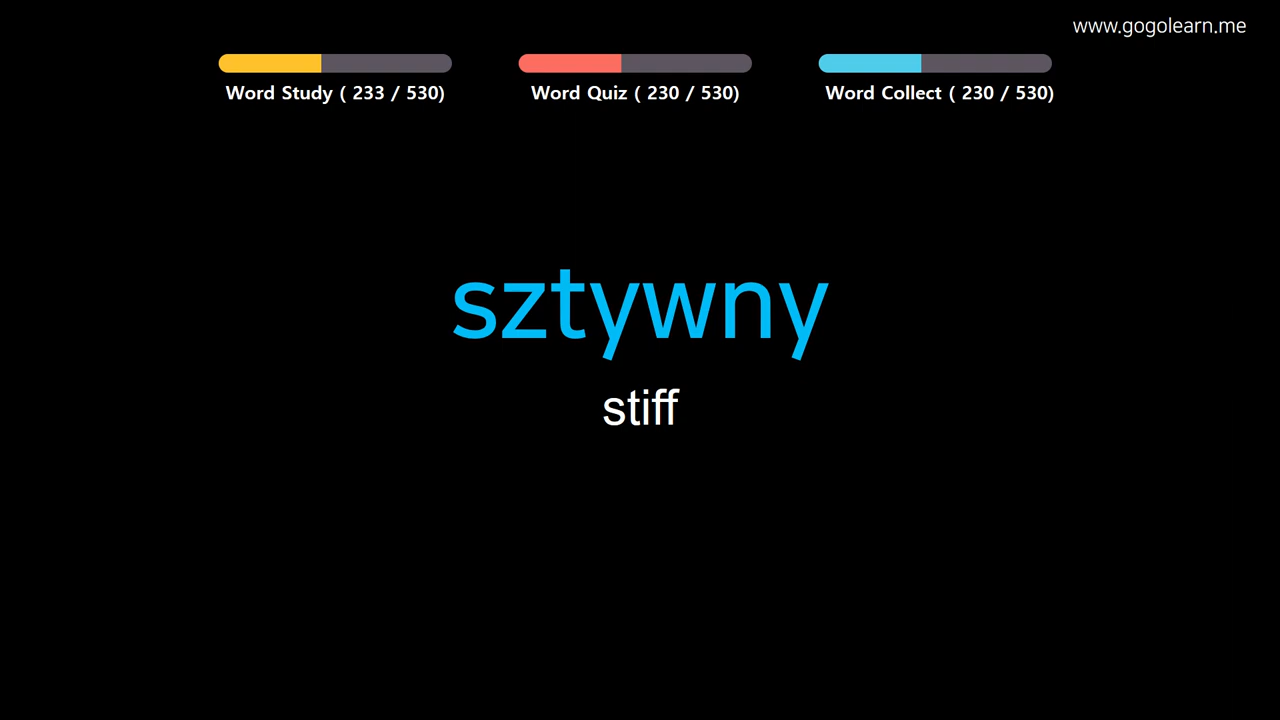 www.gogolearn.me
Word Study ( 233 / 530)
Word Quiz ( 230 / 530)
Word Collect ( 230 / 530)
sztywny
stiff